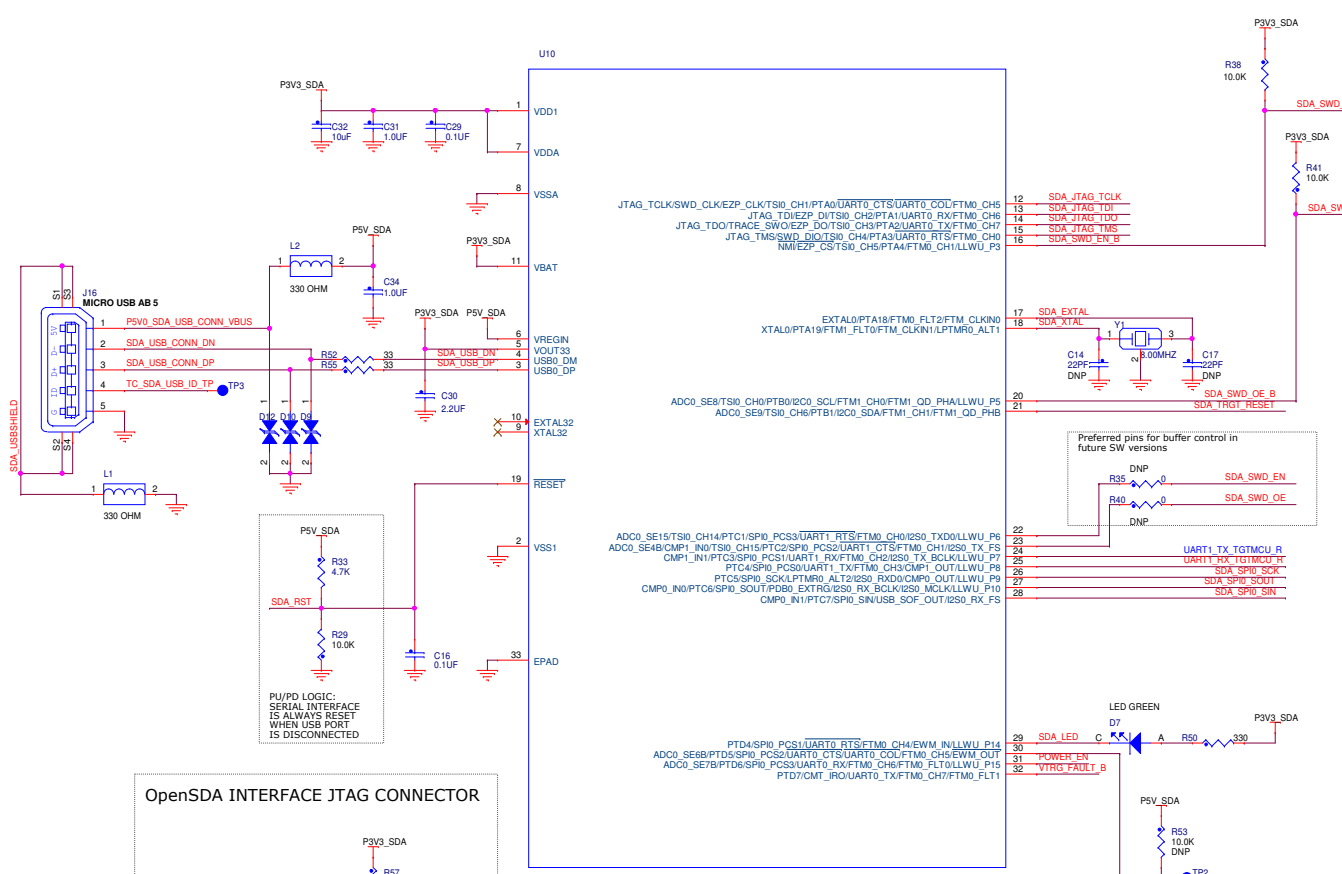 P3V3_SDA
U10
R38
10.0K
SDA_SWD_
P3V3_SDA
C32
10uF
C31
1.0UF
C29
0.1UF
1
VDD1
7
VDDA
8
VSSA
P3V3_SDA
R41
10.0K
SDA_SW
JTAG_TCLK/SWD_CLK/EZP_CLK/TSI0_CH1/PTA0/UART0_CTS/UART0_COL/FTM0_CH5
12
SDA_JTAG_TCLK
JTAG_TDI/EZP_DI/TSI0_CH2/PTA1/UART0_RX/FTM0_CH6
13
SDA_JTAG_TDI
JTAG_TDO/TRACE_SWO/EZP_DO/TSI0_CH3/PTA2/UART0_TX/FTM0_CH7
14
SDA_JTAG_TDO
JTAG_TMS/SWD_DIO/TSI0_CH4/PTA3/UART0_RTS/FTM0_CH0
15
SDA_JTAG_TMS
NMI/EZP_CS/TSI0_CH5/PTA4/FTM0_CH1/LLWU_P3
16
SDA_SWD_EN_B
P5V_SDA
L2
1
2
330 OHM
C34
1.0UF
P3V3_SDA
11
VBAT
S1
S3
J16
MICRO USB AB 5
5V
D-
D+
ID
G
1
P5V0_SDA_USB_CONN_VBUS
2
SDA_USB_CONN_DN
3
SDA_USB_CONN_DP
4
TC_SDA_USB_ID_TP
TP3
5
S2
S4
SDA_USBSHIELD
P3V3_SDA
P5V_SDA
6
VREGIN
5
VOUT33
R52
33
SDA_USB_DN
4
USB0_DM
R55
33
SDA_USB_DP
3
USB0_DP
C30
2.2UF
EXTAL0/PTA18/FTM0_FLT2/FTM_CLKIN0
17
SDA_EXTAL
XTAL0/PTA19/FTM1_FLT0/FTM_CLKIN1/LPTMR0_ALT1
18
SDA_XTAL
Y1
1
3
2
8.00MHZ
C14
22PF
DNP
C17
22PF
DNP
1
1
1
D12
D10
D9
2
2
2
10
EXTAL32
9
XTAL32
ADC0_SE8/TSI0_CH0/PTB0/I2C0_SCL/FTM1_CH0/FTM1_QD_PHA/LLWU_P5
20
SDA_SWD_OE_B
ADC0_SE9/TSI0_CH6/PTB1/I2C0_SDA/FTM1_CH1/FTM1_QD_PHB
21
SDA_TRGT_RESET
Preferred pins for buffer control in
future SW versions
DNP
R35
0
SDA_SWD_EN
R40
0
SDA_SWD_OE
DNP
L1
1
2
330 OHM
19
RESET
P5V_SDA
R33
4.7K
SDA_RST
R29
10.0K
C16
0.1UF
PU/PD LOGIC:
SERIAL INTERFACE
IS ALWAYS RESET
WHEN USB PORT
IS DISCONNECTED
2
VSS1
33
EPAD
ADC0_SE15/TSI0_CH14/PTC1/SPI0_PCS3/UART1_RTS/FTM0_CH0/I2S0_TXD0/LLWU_P6
22
ADC0_SE4B/CMP1_IN0/TSI0_CH15/PTC2/SPI0_PCS2/UART1_CTS/FTM0_CH1/I2S0_TX_FS
23
CMP1_IN1/PTC3/SPI0_PCS1/UART1_RX/FTM0_CH2/I2S0_TX_BCLK/LLWU_P7
24
UART1_TX_TGTMCU_R
PTC4/SPI0_PCS0/UART1_TX/FTM0_CH3/CMP1_OUT/LLWU_P8
25
UART1_RX_TGTMCU_R
PTC5/SPI0_SCK/LPTMR0_ALT2/I2S0_RXD0/CMP0_OUT/LLWU_P9
26
SDA_SPI0_SCK
CMP0_IN0/PTC6/SPI0_SOUT/PDB0_EXTRG/I2S0_RX_BCLK/I2S0_MCLK/LLWU_P10
27
SDA_SPI0_SOUT
CMP0_IN1/PTC7/SPI0_SIN/USB_SOF_OUT/I2S0_RX_FS
28
SDA_SPI0_SIN
LED GREEN
D7
P3V3_SDA
PTD4/SPI0_PCS1/UART0_RTS/FTM0_CH4/EWM_IN/LLWU_P14
29
SDA_LED
C
A
R50
330
ADC0_SE6B/PTD5/SPI0_PCS2/UART0_CTS/UART0_COL/FTM0_CH5/EWM_OUT
30
ADC0_SE7B/PTD6/SPI0_PCS3/UART0_RX/FTM0_CH6/FTM0_FLT0/LLWU_P15
31
POWER_EN
PTD7/CMT_IRO/UART0_TX/FTM0_CH7/FTM0_FLT1
32
VTRG_FAULT_B
P5V_SDA
R53
10.0K
DNP
TP2
OpenSDA INTERFACE JTAG CONNECTOR
P3V3_SDA
R57